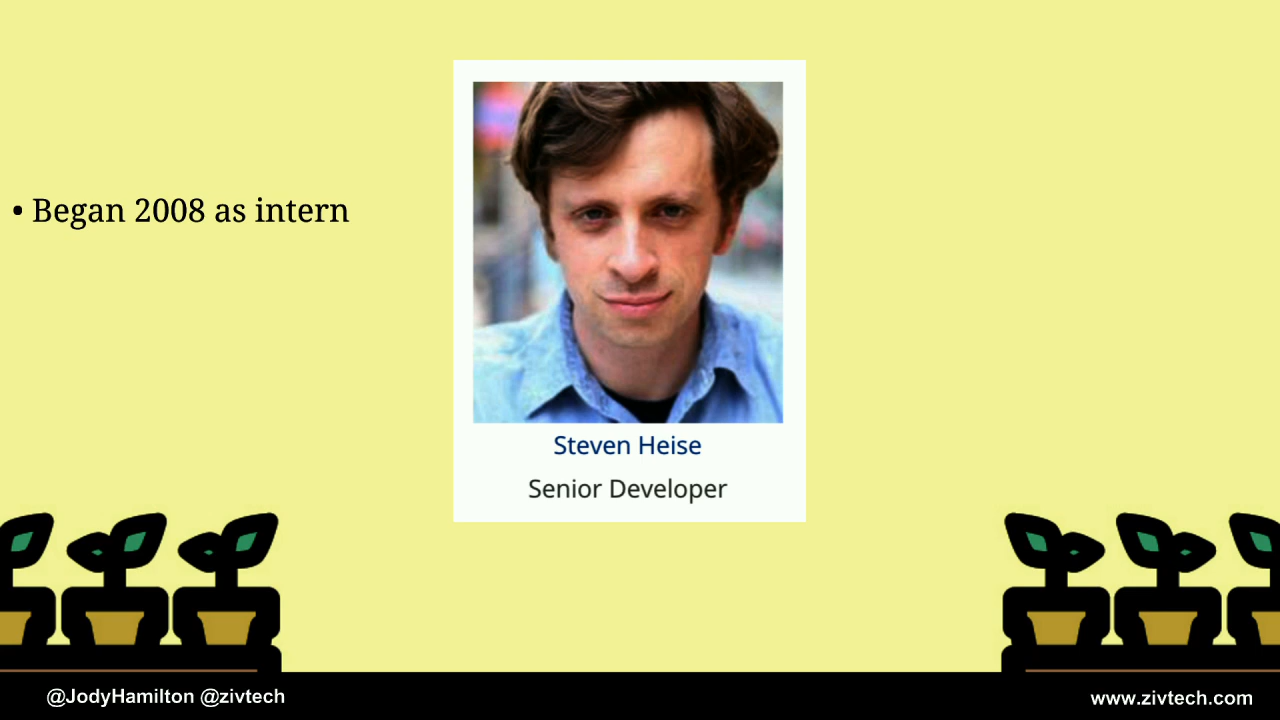 • Began 2008 as intern
Steven Heise
Senior Developer
@JodyHamilton @zivtech
www.zivtech.com